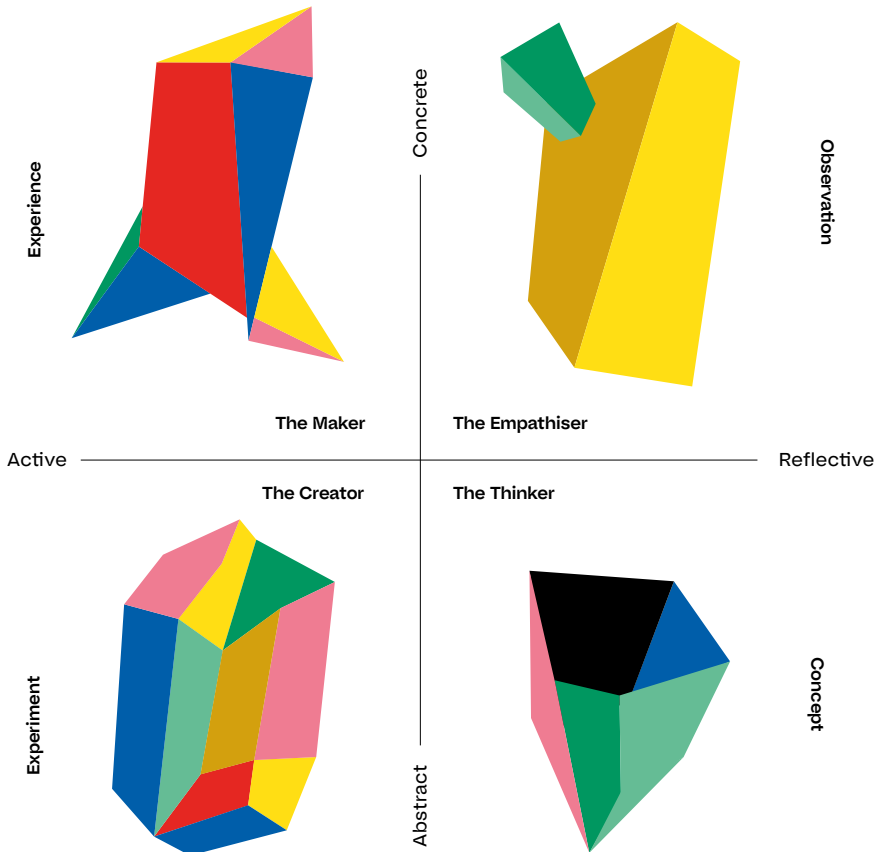 Concrete
Experience
Observation
The Maker
The Empathiser
Active
Reflective
The Creator
The Thinker
Experiment
Concept
Abstract